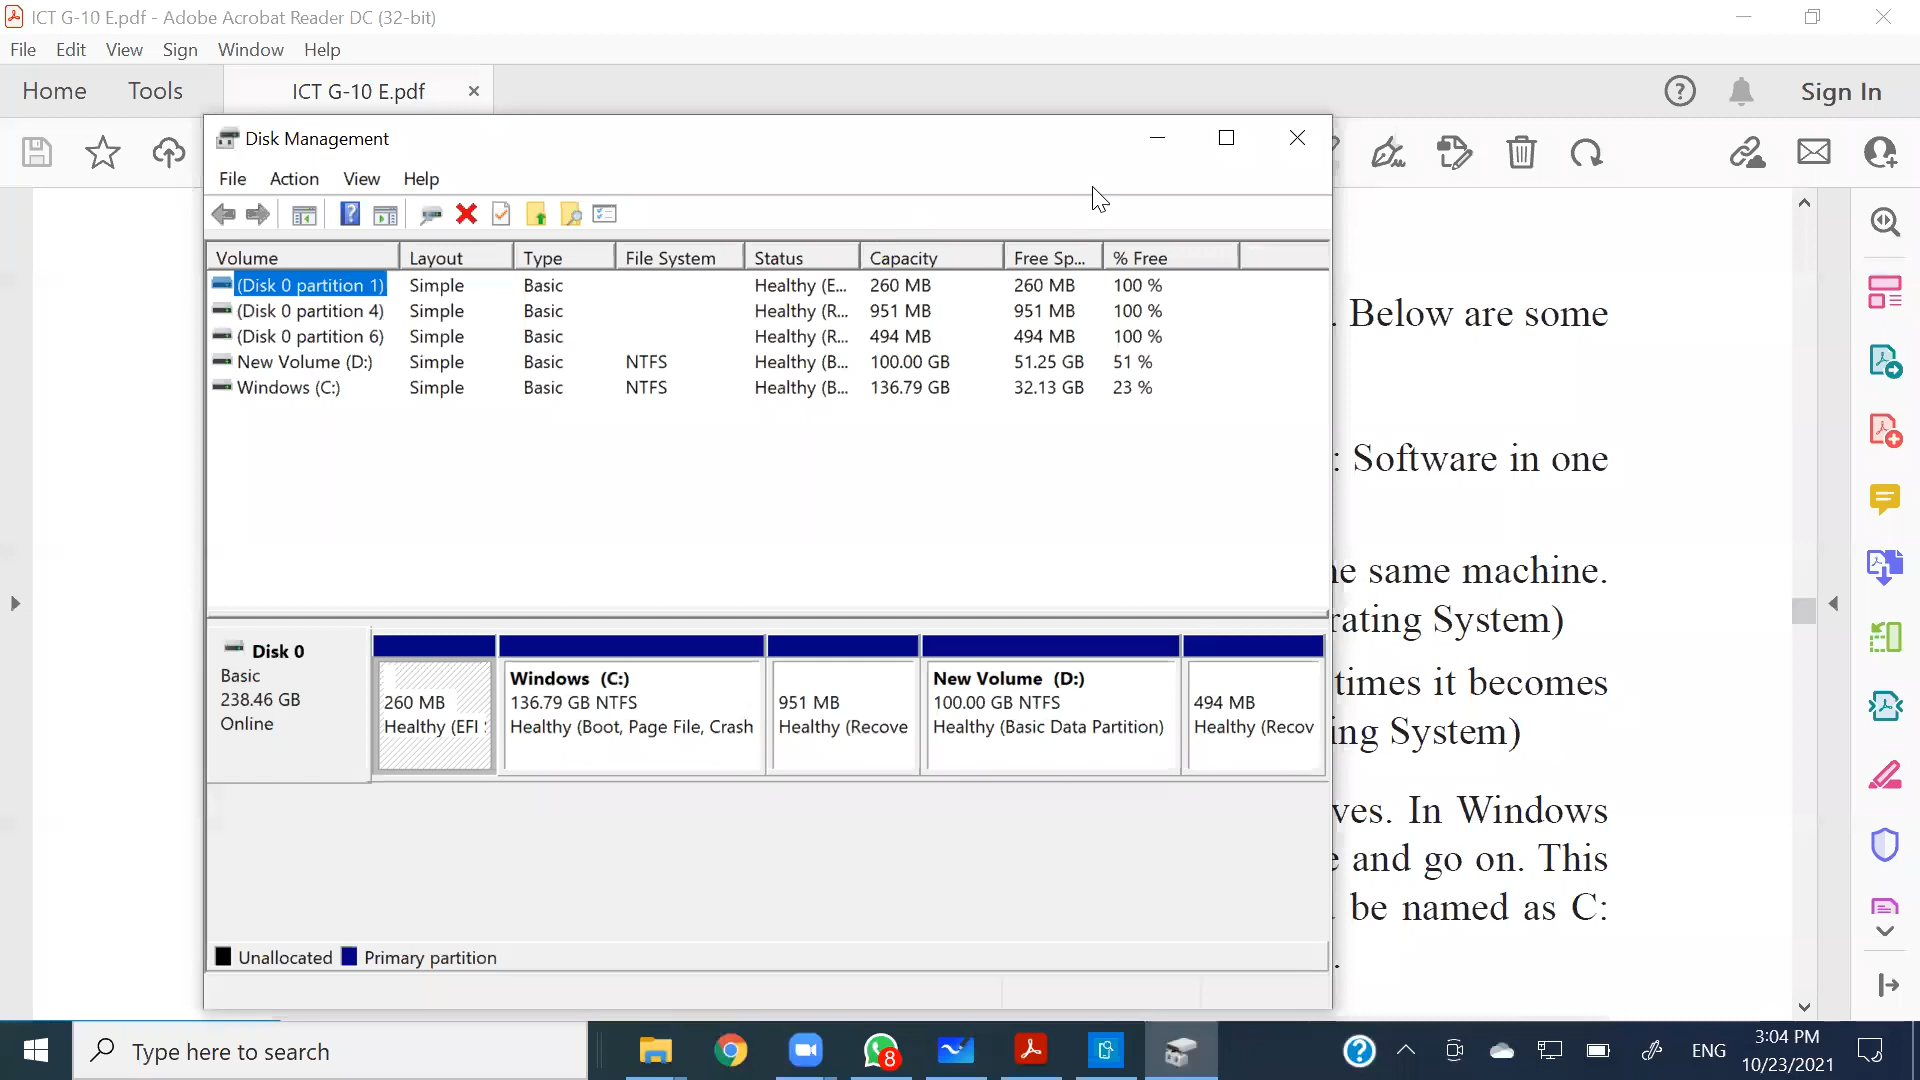 ICT G-10 E.pdf - Adobe Acrobat Reader DC (32-bit)
File Edit View Sign Window Help
Home Tools ICT G-10 E.pdf × Sign In
Disk Management
File Action View Help
Volume Layout Type File System Status Capacity Free Sp... % Free
(Disk 0 partition 1) Simple Basic Healthy (E... 260 MB 260 MB 100 %
(Disk 0 partition 4) Simple Basic Healthy (R... 951 MB 951 MB 100 %
(Disk 0 partition 6) Simple Basic Healthy (R... 494 MB 494 MB 100 %
New Volume (D:) Simple Basic NTFS Healthy (B... 100.00 GB 51.25 GB 51 %
Windows (C:) Simple Basic NTFS Healthy (B... 136.79 GB 32.13 GB 23 %
Disk 0
Basic
238.46 GB
Online
260 MB
Healthy (EFI
Windows (C:)
136.79 GB NTFS
Healthy (Boot, Page File, Crash
951 MB
Healthy (Recove
New Volume (D:)
100.00 GB NTFS
Healthy (Basic Data Partition)
494 MB
Healthy (Recov
Unallocated Primary partition
. Below are some
: Software in one
same machine.
rating System)
times it becomes
ing System)
ves. In Windows
and go on. This
be named as C:
.
Type here to search
8
ENG
3:04 PM
10/23/2021